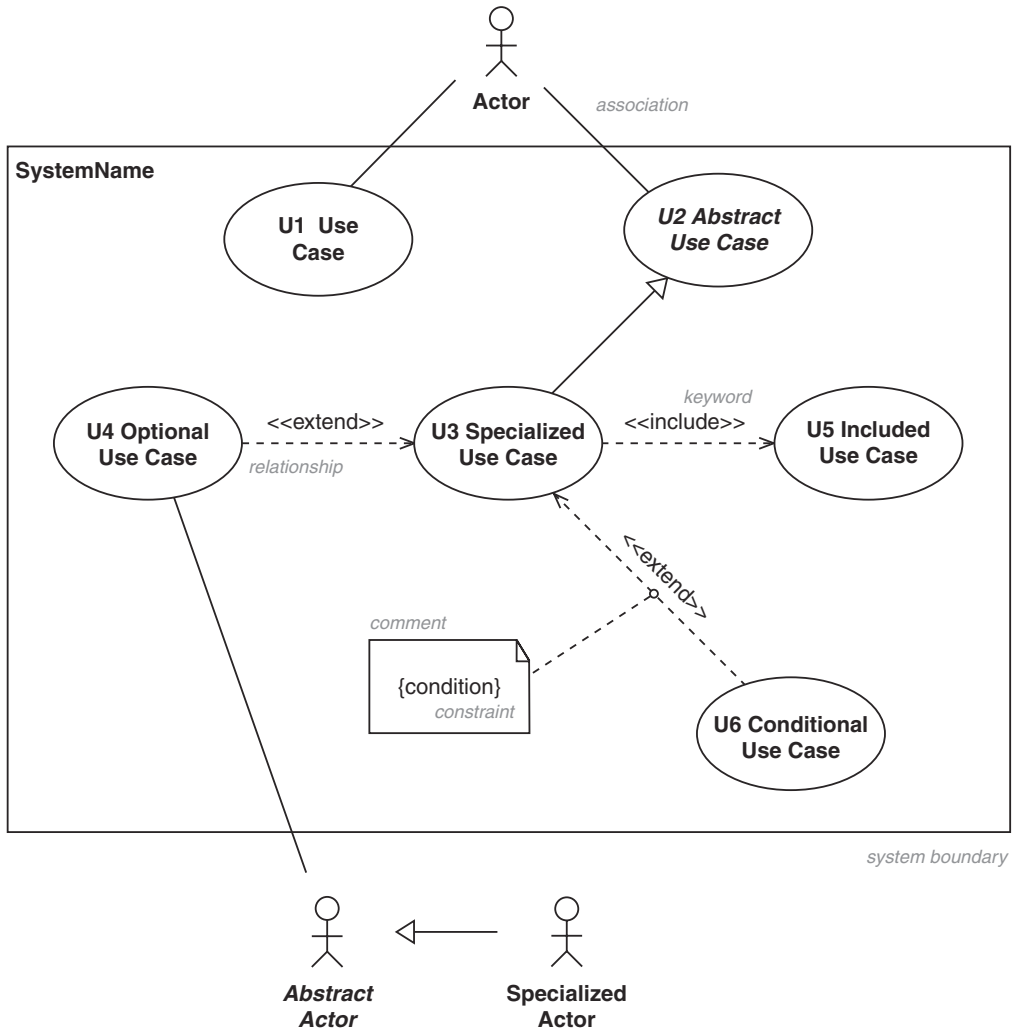 Actor
association
SystemName
U1 Use
Case
U2 Abstract
Use Case
U4 Optional
Use Case
<<extend>>
relationship
U3 Specialized
Use Case
keyword
<<include>>
U5 Included
Use Case
<<extend>>
comment
{condition}
constraint
U6 Conditional
Use Case
system boundary
Abstract
Actor
Specialized
Actor